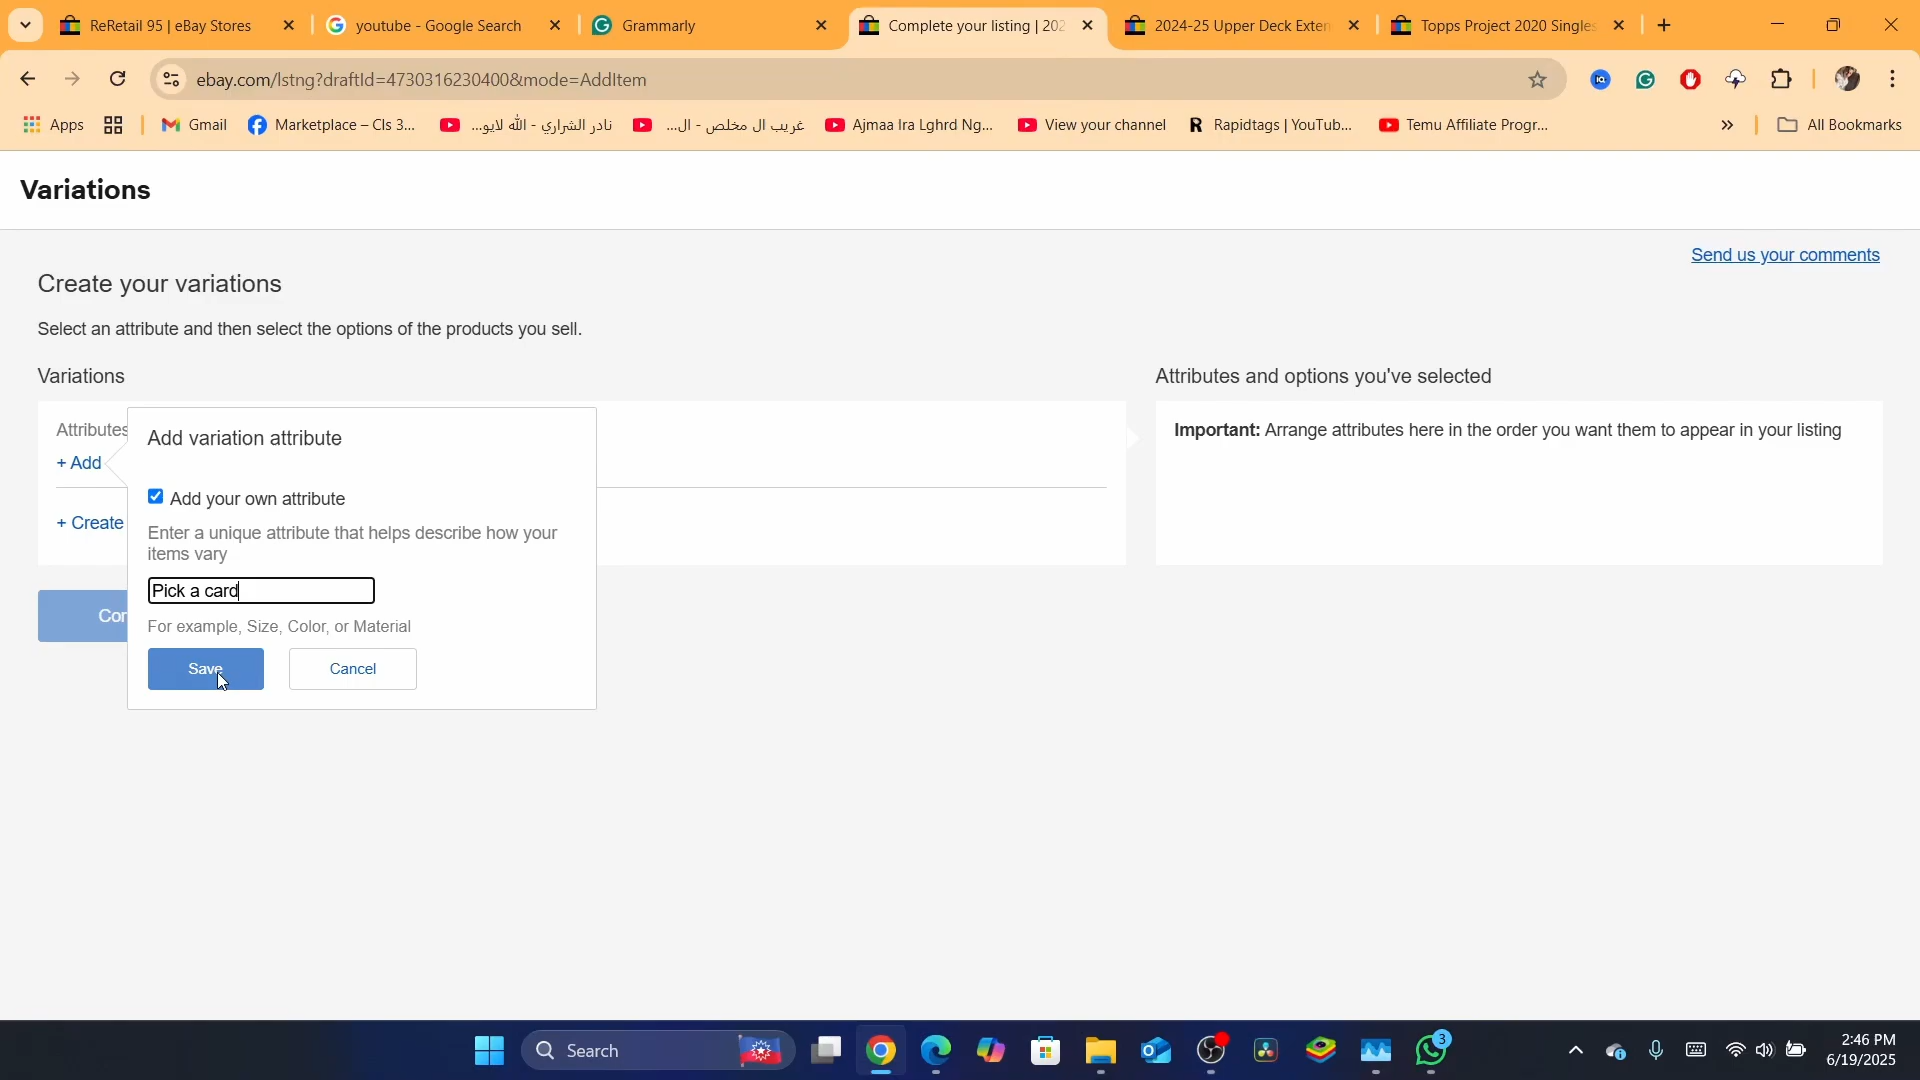 ReRetail 95 | eBay Stores
youtube - Google Search
Grammarly
Complete your listing | 202
2024-25 Upper Deck Exten
Topps Project 2020 Singles
ebay.com/lstng?draftId=4730316230400&mode=AddItem
Apps
Gmail
Marketplace – Cls 3...
نادر الشراري - الله لايو...
غريب ال مخلص - ال...
Ajmaa Ira Lghrd Ng...
View your channel
Rapidtags | YouTub...
Temu Affiliate Progr...
All Bookmarks
Variations
Send us your comments
Create your variations
Select an attribute and then select the options of the products you sell.
Variations
Attributes and options you've selected
Attributes
+ Add
+ Create
Add variation attribute
Add your own attribute
Enter a unique attribute that helps describe how your
items vary
Pick a card
For example, Size, Color, or Material
Save
Cancel
Important: Arrange attributes here in the order you want them to appear in your listing
Search
3
2:46 PM
6/19/2025